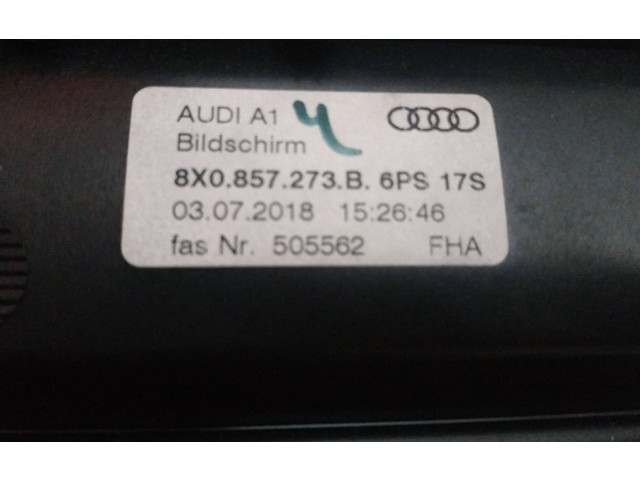 AUDI A1 4
Bildschirm
8X0.857.273.B. 6PS 17S
03.07.2018 15:26:46
fas Nr. 505562 FHA